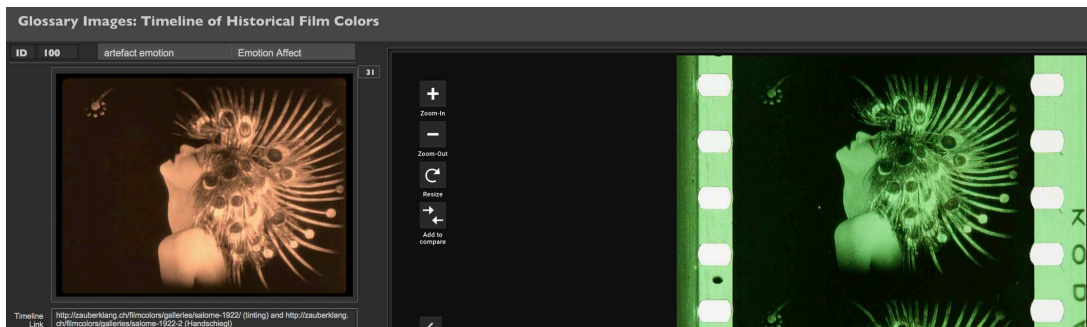 Glossary Images: Timeline of Historical Film Colors
ID 100 artefact emotion Emotion Affect
31
Zoom-In
Zoom-Out
Resize
Add to
compare
Timeline
Link
http://zauberklang.ch/filmcolors/galleries/salome-1922/ (tinting) and http://zauberklang.
ch/filmcolors/galleries/salome-1922-2 (Handschiegl)
K O D